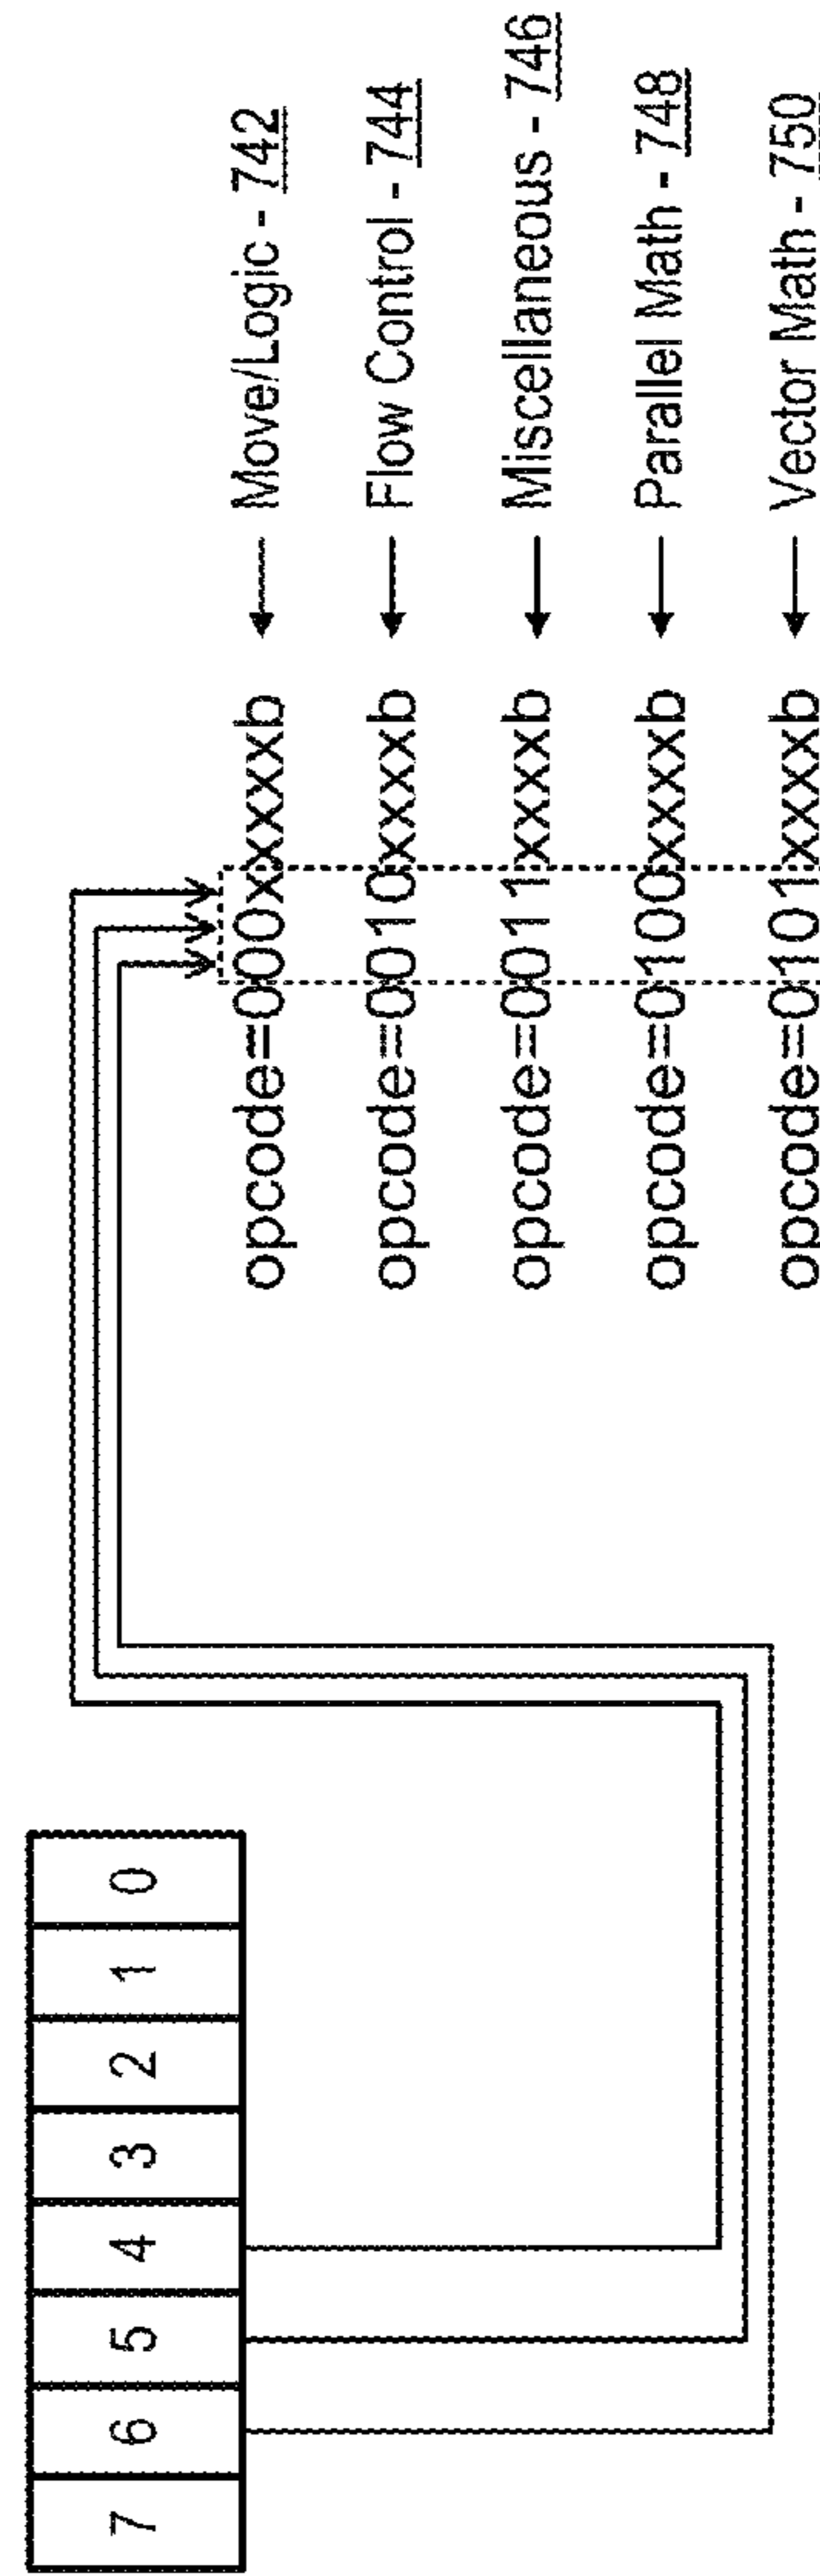 7 6 5 4 3 2 1 0
opcode=000xxxxxb ← Move/Logic - 742
opcode=0010xxxxb ← Flow Control - 744
opcode=0011xxxxb ← Miscellaneous - 746
opcode=0100xxxxb ← Parallel Math - 748
opcode=0101xxxxb ← Vector Math - 750